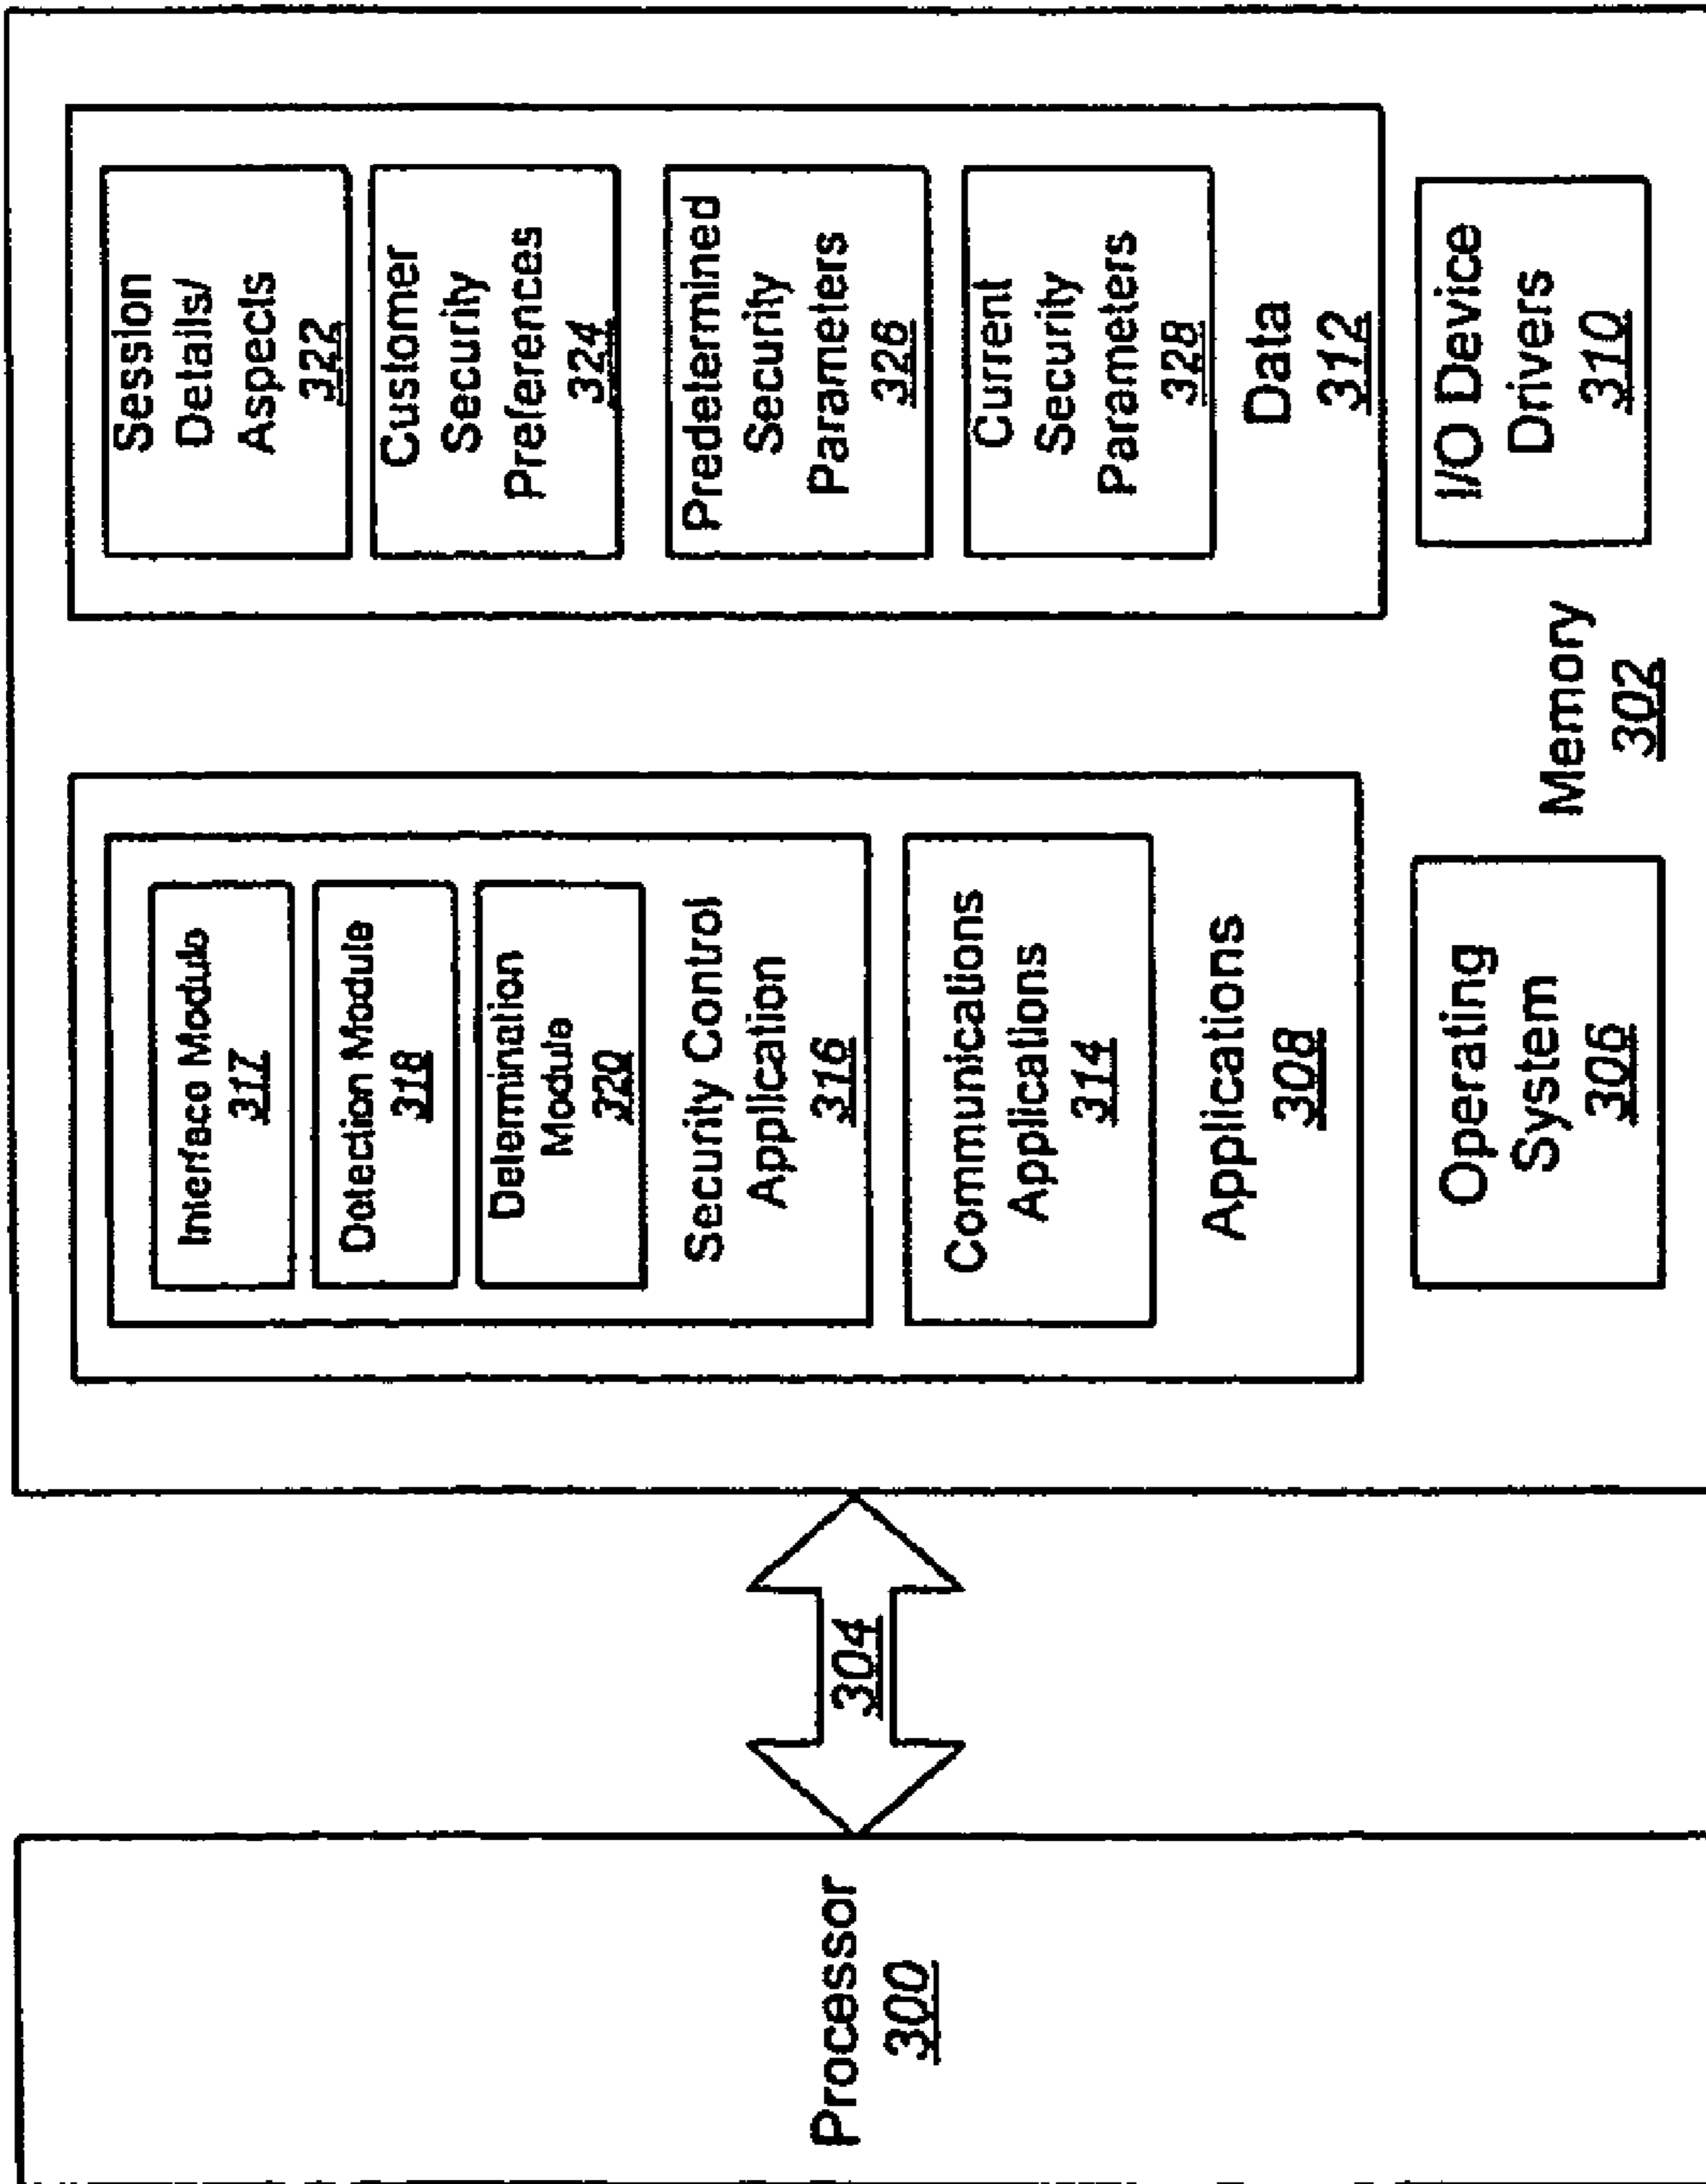 Processor
300
304
Interface Module
317
Detection Module
318
Determination
Module
320
Security Control
Application
316
Communications
Applications
314
Applications
308
Operating
System
306
Memory
302
Session
Details/
Aspects
322
Customer
Security
Preferences
324
Predetermined
Security
Parameters
326
Current
Security
Parameters
328
Data
312
I/O Device
Drivers
310